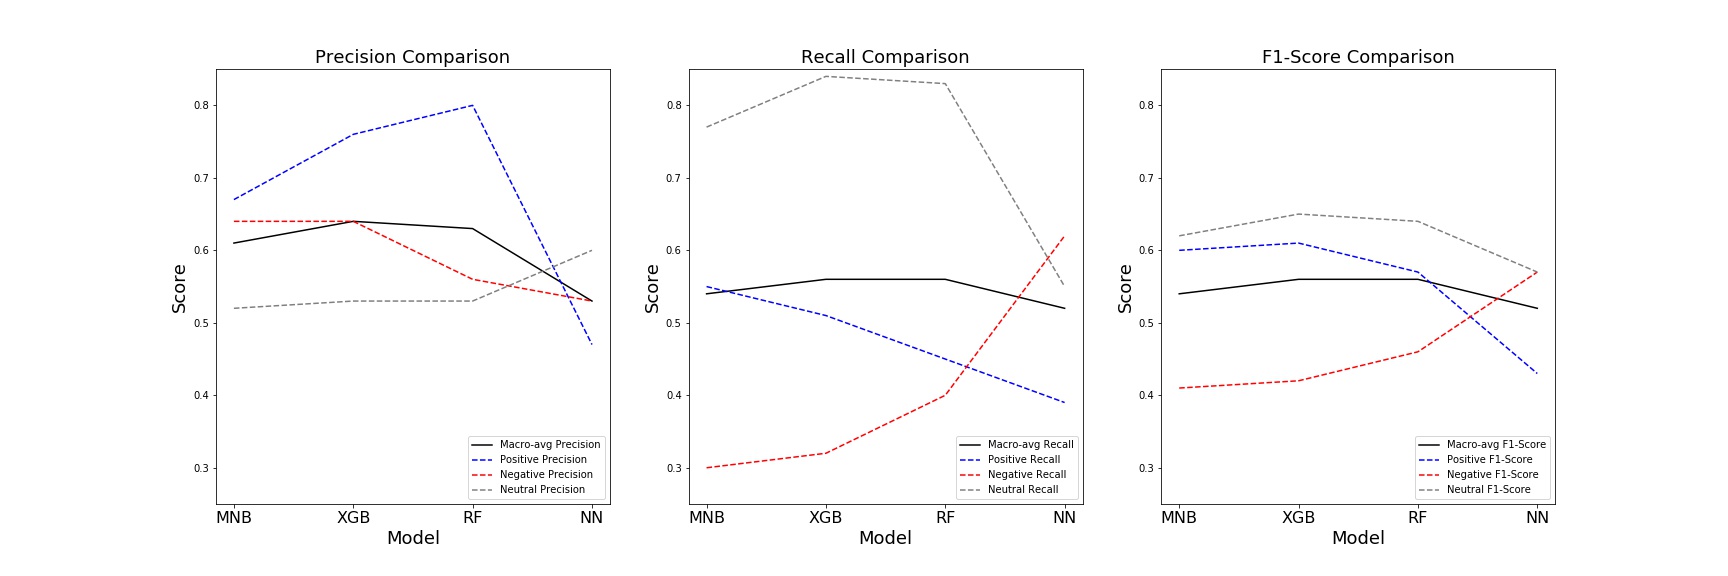 Precision Comparison
Score
0.8
0.7
0.6
0.5
0.4
0.3
Macro-avg Precision
Positive Precision
Negative Precision
Neutral Precision
MNB XGB RF NN
Model
Recall Comparison
Score
0.8
0.7
0.6
0.5
0.4
0.3
Macro-avg Recall
Positive Recall
Negative Recall
Neutral Recall
MNB XGB RF NN
Model
F1-Score Comparison
Score
0.8
0.7
0.6
0.5
0.4
0.3
Macro-avg F1-Score
Positive F1-Score
Negative F1-Score
Neutral F1-Score
MNB XGB RF NN
Model